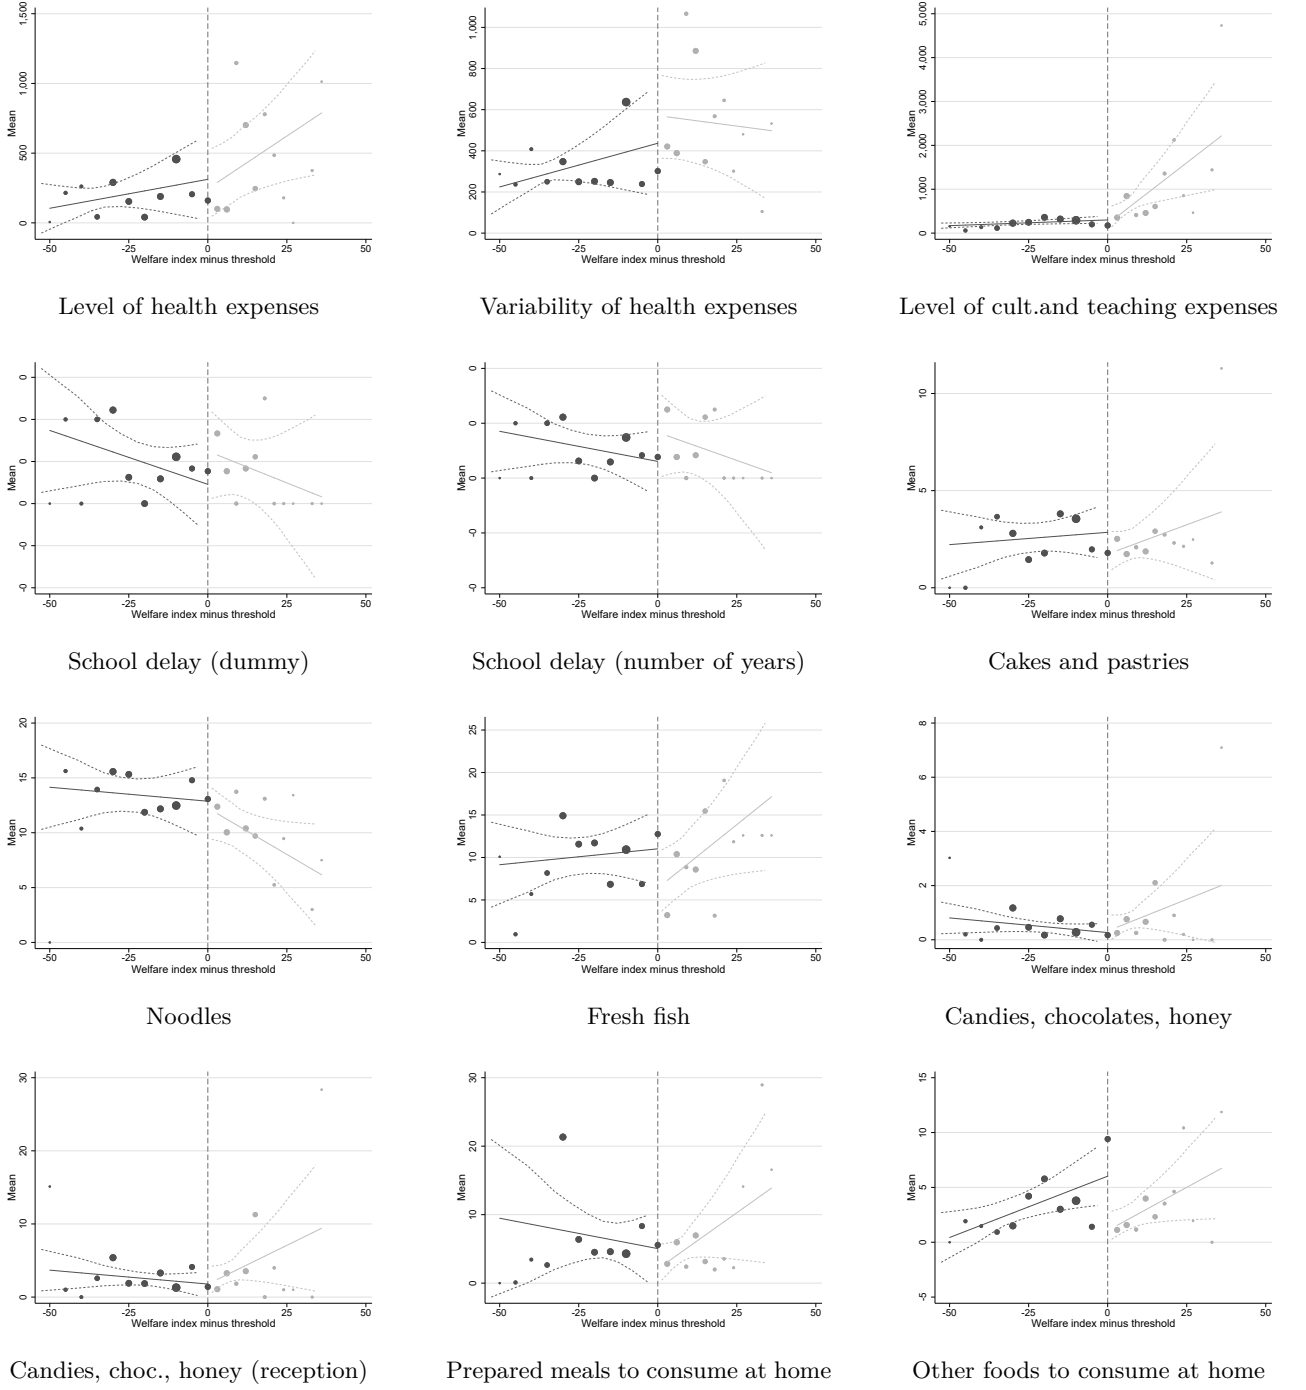 1,500
1,000
500
0
Mean
-50 -25 0 25 50
Welfare index minus threshold
Level of health expenses
1,000
800
600
400
200
0
Mean
-50 -25 0 25 50
Welfare index minus threshold
Variability of health expenses
5,000
4,000
3,000
2,000
1,000
0
Mean
-50 -25 0 25 50
Welfare index minus threshold
Level of cult.and teaching expenses
0
0
0
0
-0
-0
Mean
-50 -25 0 25 50
Welfare index minus threshold
School delay (dummy)
0
0
0
-0
-0
Mean
-50 -25 0 25 50
Welfare index minus threshold
School delay (number of years)
10
5
0
Mean
-50 -25 0 25 50
Welfare index minus threshold
Cakes and pastries
20
15
10
5
0
Mean
-50 -25 0 25 50
Welfare index minus threshold
Noodles
25
20
15
10
5
0
Mean
-50 -25 0 25 50
Welfare index minus threshold
Fresh fish
8
6
4
2
0
Mean
-50 -25 0 25 50
Welfare index minus threshold
Candies, chocolates, honey
30
20
10
0
Mean
-50 -25 0 25 50
Welfare index minus threshold
Candies, choc., honey (reception)
30
20
10
0
Mean
-50 -25 0 25 50
Welfare index minus threshold
Prepared meals to consume at home
15
10
5
0
-5
Mean
-50 -25 0 25 50
Welfare index minus threshold
Other foods to consume at home